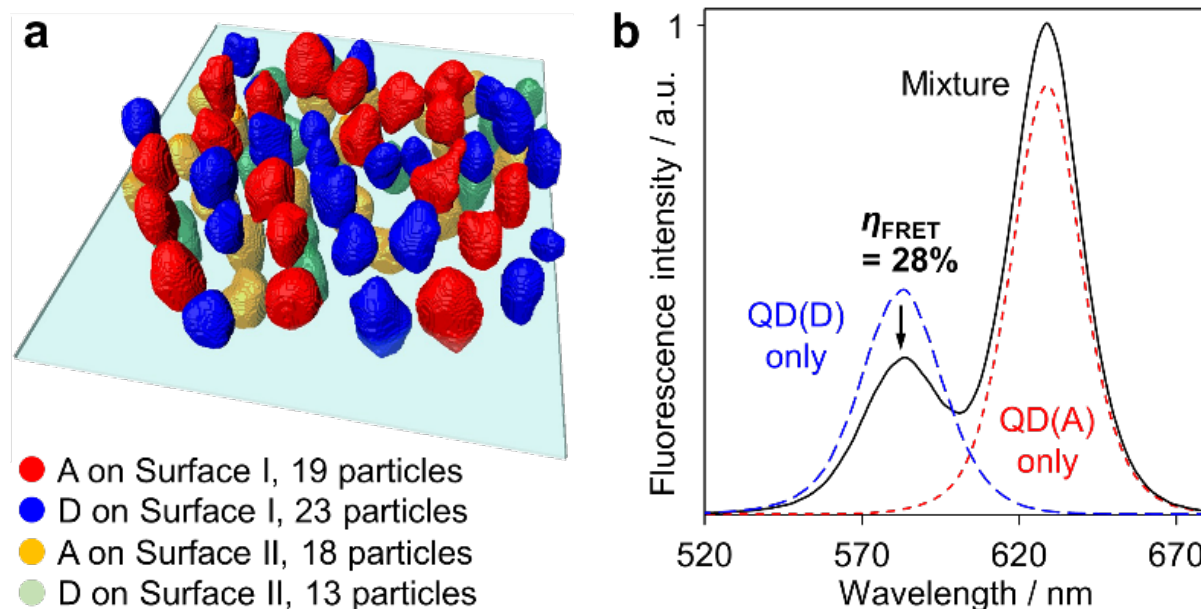 a
A on Surface I, 19 particles
D on Surface I, 23 particles
A on Surface II, 18 particles
D on Surface II, 13 particles
b
1
Mixture
ηFRET
= 28%
QD(D)
only
QD(A)
only
Fluorescence intensity / a.u.
520
570
620
670
Wavelength / nm